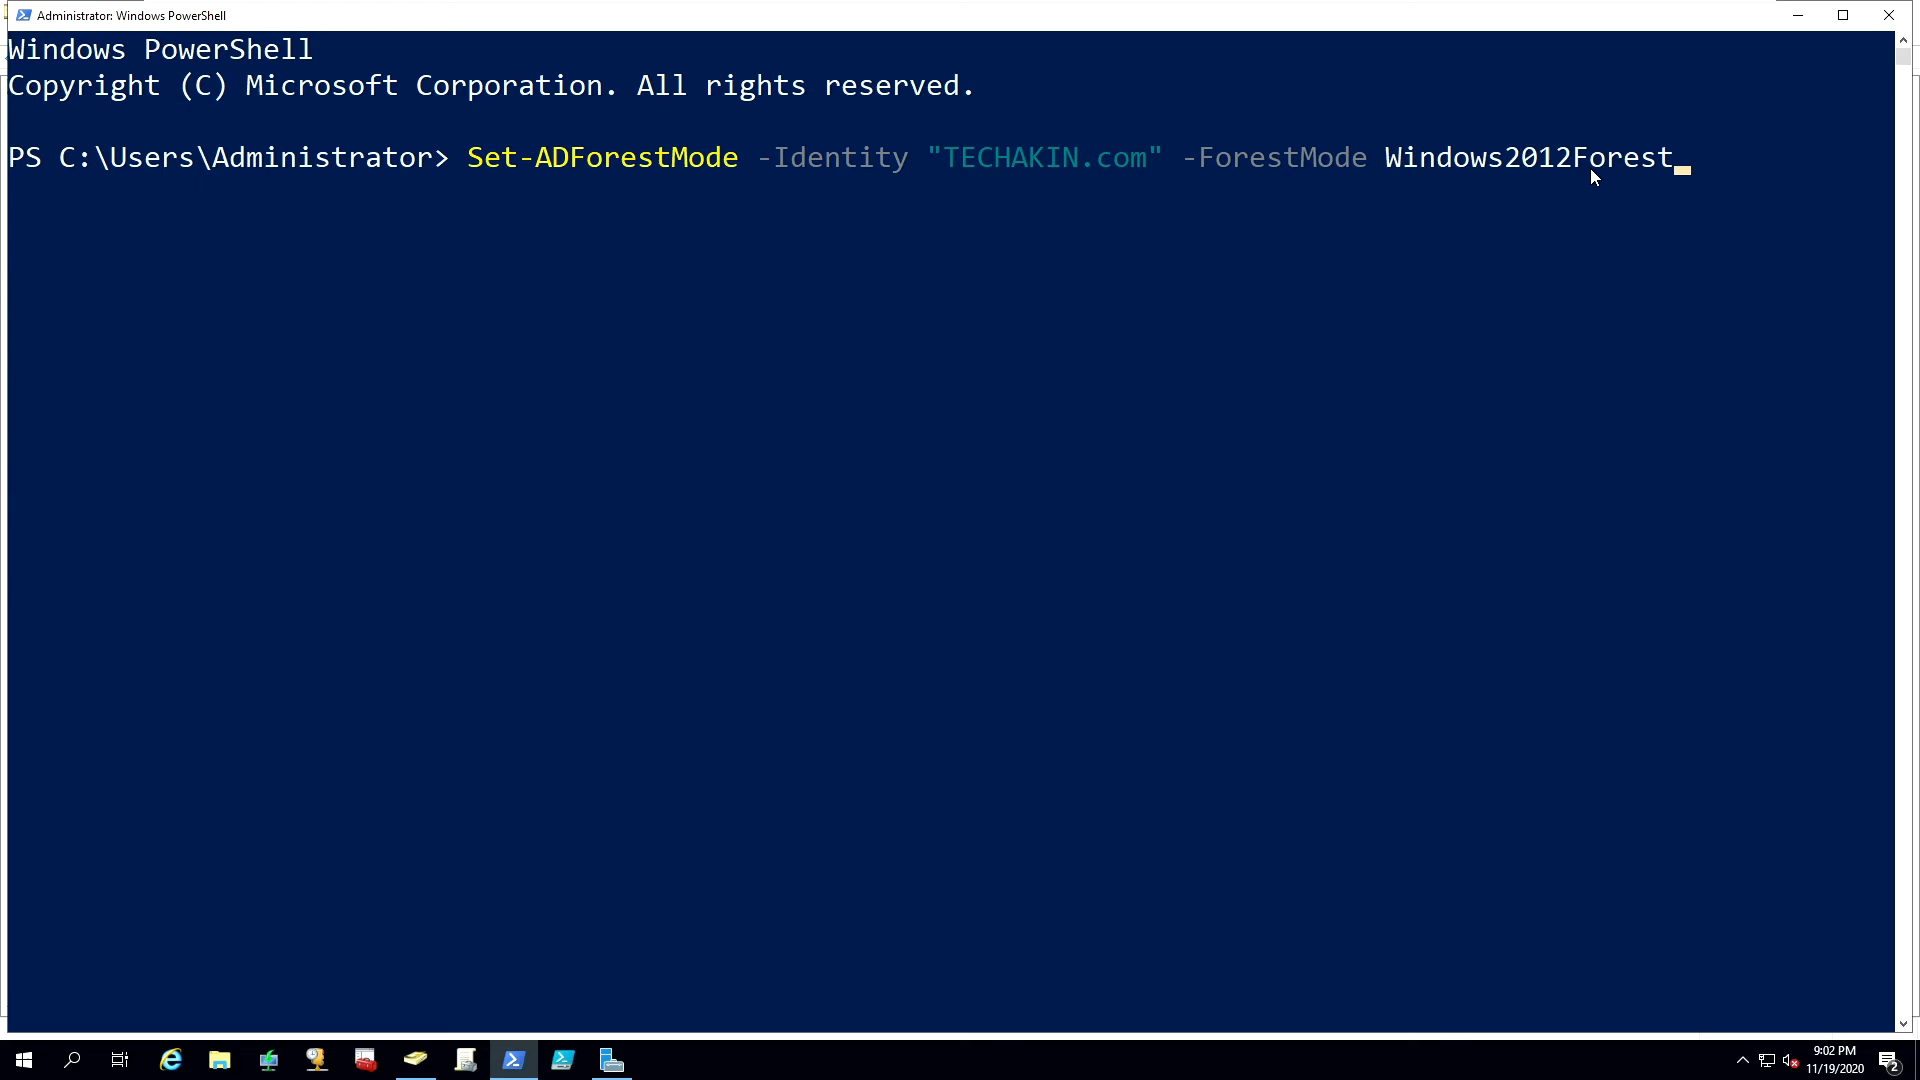 Administrator: Windows PowerShell
Windows PowerShell
Copyright (C) Microsoft Corporation. All rights reserved.
PS C:\Users\Administrator> Set-ADForestMode -Identity "TECHAKIN.com" -ForestMode Windows2012Forest
9:02 PM
11/19/2020
2